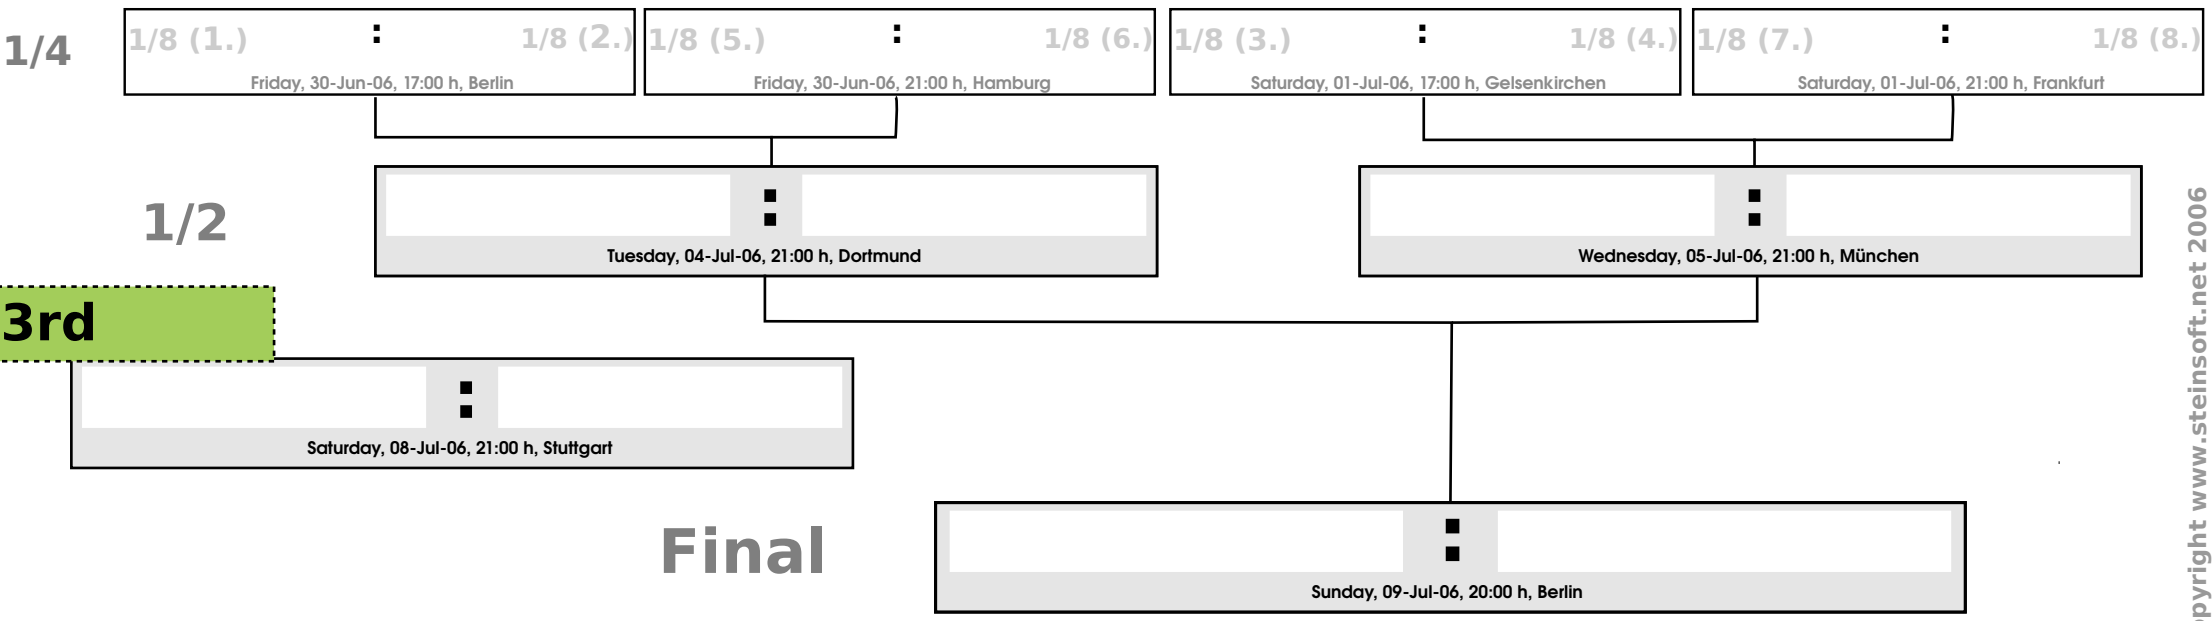 1/4
1/8 (1.) : 1/8 (2.)
Friday, 30-Jun-06, 17:00 h, Berlin
1/8 (5.) : 1/8 (6.)
Friday, 30-Jun-06, 21:00 h, Hamburg
1/8 (3.) : 1/8 (4.)
Saturday, 01-Jul-06, 17:00 h, Gelsenkirchen
1/8 (7.) : 1/8 (8.)
Saturday, 01-Jul-06, 21:00 h, Frankfurt
1/2
:
Tuesday, 04-Jul-06, 21:00 h, Dortmund
:
Wednesday, 05-Jul-06, 21:00 h, München
3rd
:
Saturday, 08-Jul-06, 21:00 h, Stuttgart
Final
:
Sunday, 09-Jul-06, 20:00 h, Berlin
pyright www.steinsoft.net 2006